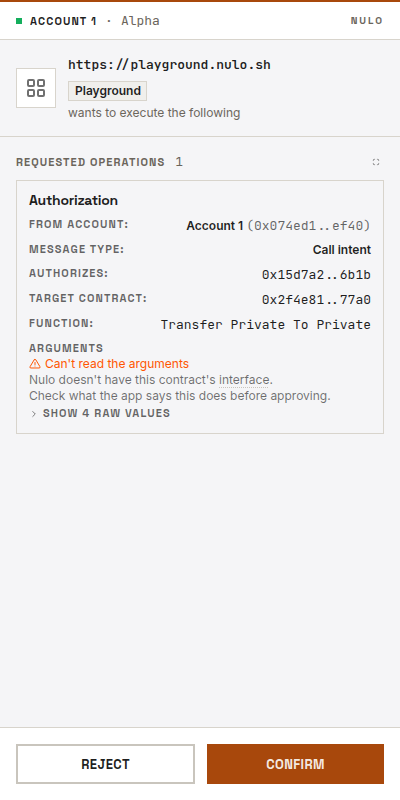 ACCOUNT 1 · Alpha
NULO
https://playground.nulo.sh
Playground
wants to execute the following
REQUESTED OPERATIONS 1
Authorization
FROM ACCOUNT: Account 1 (0x074ed1..ef40)
MESSAGE TYPE: Call intent
AUTHORIZES: 0x15d7a2..6b1b
TARGET CONTRACT: 0x2f4e81..77a0
FUNCTION: Transfer Private To Private
ARGUMENTS
Can't read the arguments
Nulo doesn't have this contract's interface.
Check what the app says this does before approving.
SHOW 4 RAW VALUES
REJECT
CONFIRM